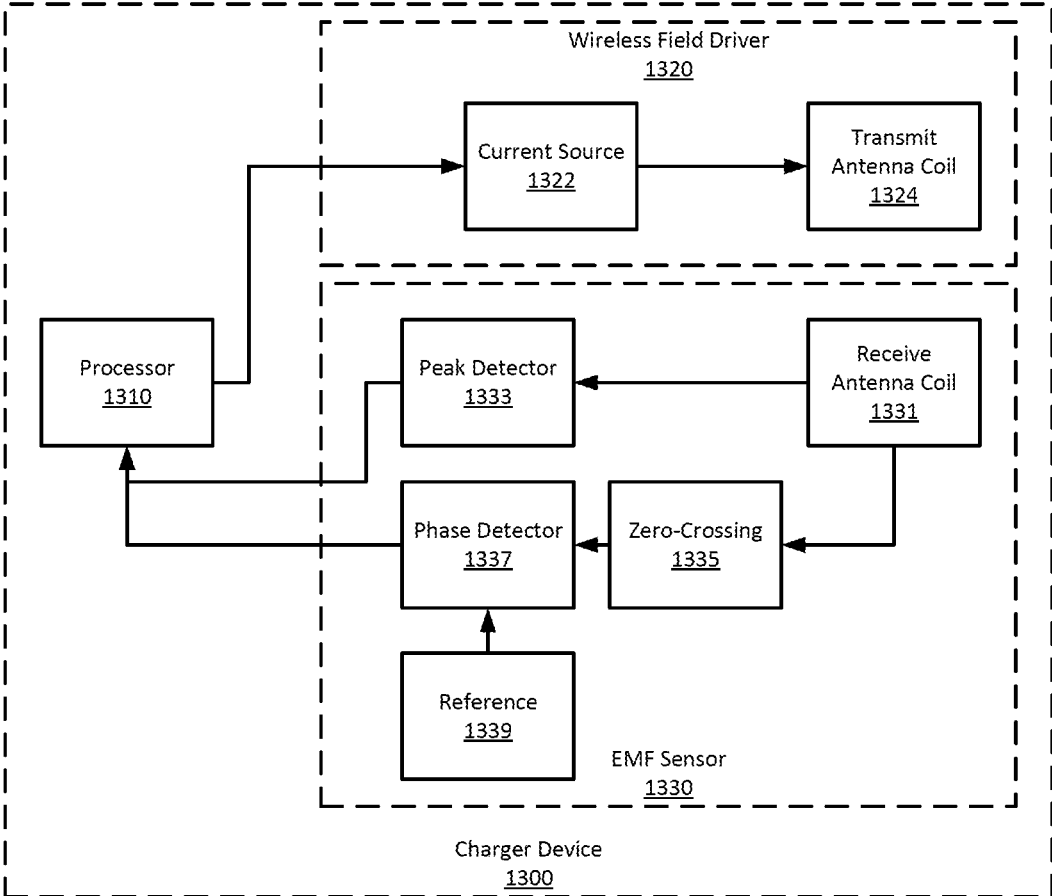 Wireless Field Driver
1320
Current Source
1322
Transmit
Antenna Coil
1324
Processor
1310
Peak Detector
1333
Receive
Antenna Coil
1331
Phase Detector
1337
Zero-Crossing
1335
Reference
1339
EMF Sensor
1330
Charger Device
1300